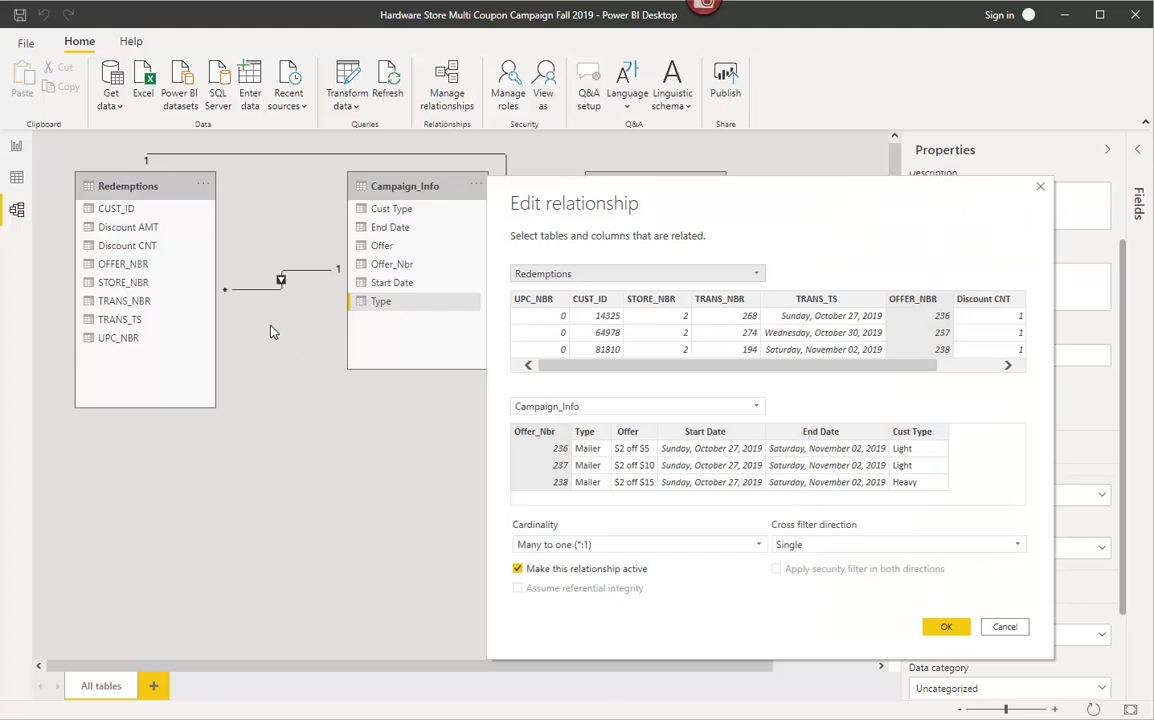 Hardware Store Multi Coupon Campaign Fall 2019 - Power BI Desktop
Sign in
File Home Help
Paste
Cut
Copy
Get data
Excel
Power BI datasets
SQL Server
Enter data
Recent sources
Transform data
Refresh
Manage relationships
Manage roles
View as
Q&A setup
Language
Linguistic schema
Publish
Clipboard Data Queries Relationships Security Q&A Share
1
Redemptions
CUST_ID
Discount AMT
Discount CNT
OFFER_NBR
STORE_NBR
TRANS_NBR
TRANS_TS
UPC_NBR
*
1
Campaign_Info
Cust Type
End Date
Offer
Offer_Nbr
Start Date
Type
Edit relationship
Select tables and columns that are related.
Redemptions
UPC_NBR CUST_ID STORE_NBR TRANS_NBR TRANS_TS OFFER_NBR Discount CNT
0 14325 2 268 Sunday, October 27, 2019 236 1
0 64978 2 274 Wednesday, October 30, 2019 237 1
0 81810 2 194 Saturday, November 02, 2019 238 1
Campaign_Info
Offer_Nbr Type Offer Start Date End Date Cust Type
236 Mailer $2 off $5 Sunday, October 27, 2019 Saturday, November 02, 2019 Light
237 Mailer $2 off $10 Sunday, October 27, 2019 Saturday, November 02, 2019 Light
238 Mailer $2 off $15 Sunday, October 27, 2019 Saturday, November 02, 2019 Heavy
Cardinality
Many to one (*:1)
Cross filter direction
Single
Make this relationship active
Apply security filter in both directions
Assume referential integrity
OK Cancel
Properties
Description
Fields
Data category
Uncategorized
All tables